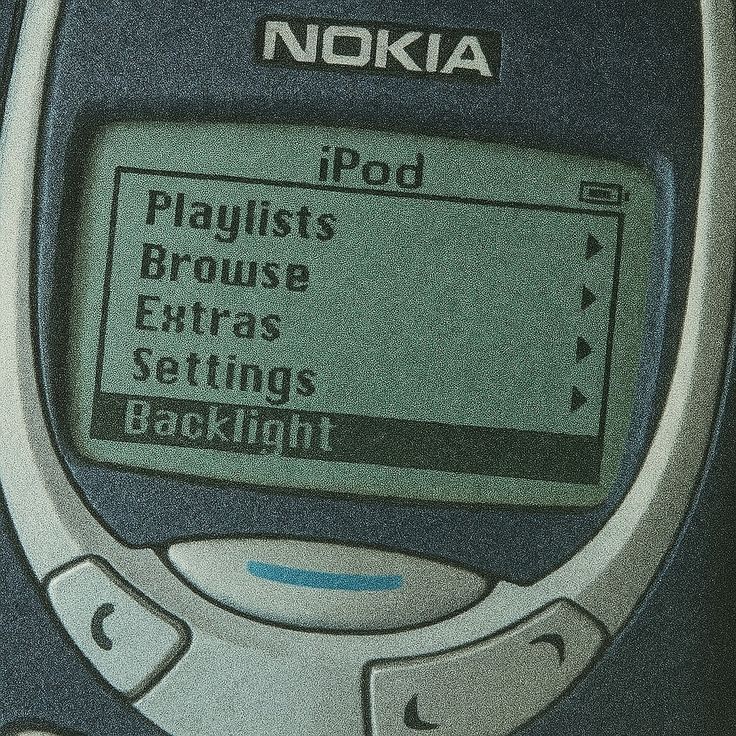 NOKIA
iPod
Playlists
Browse
Extras
Settings
Backlight